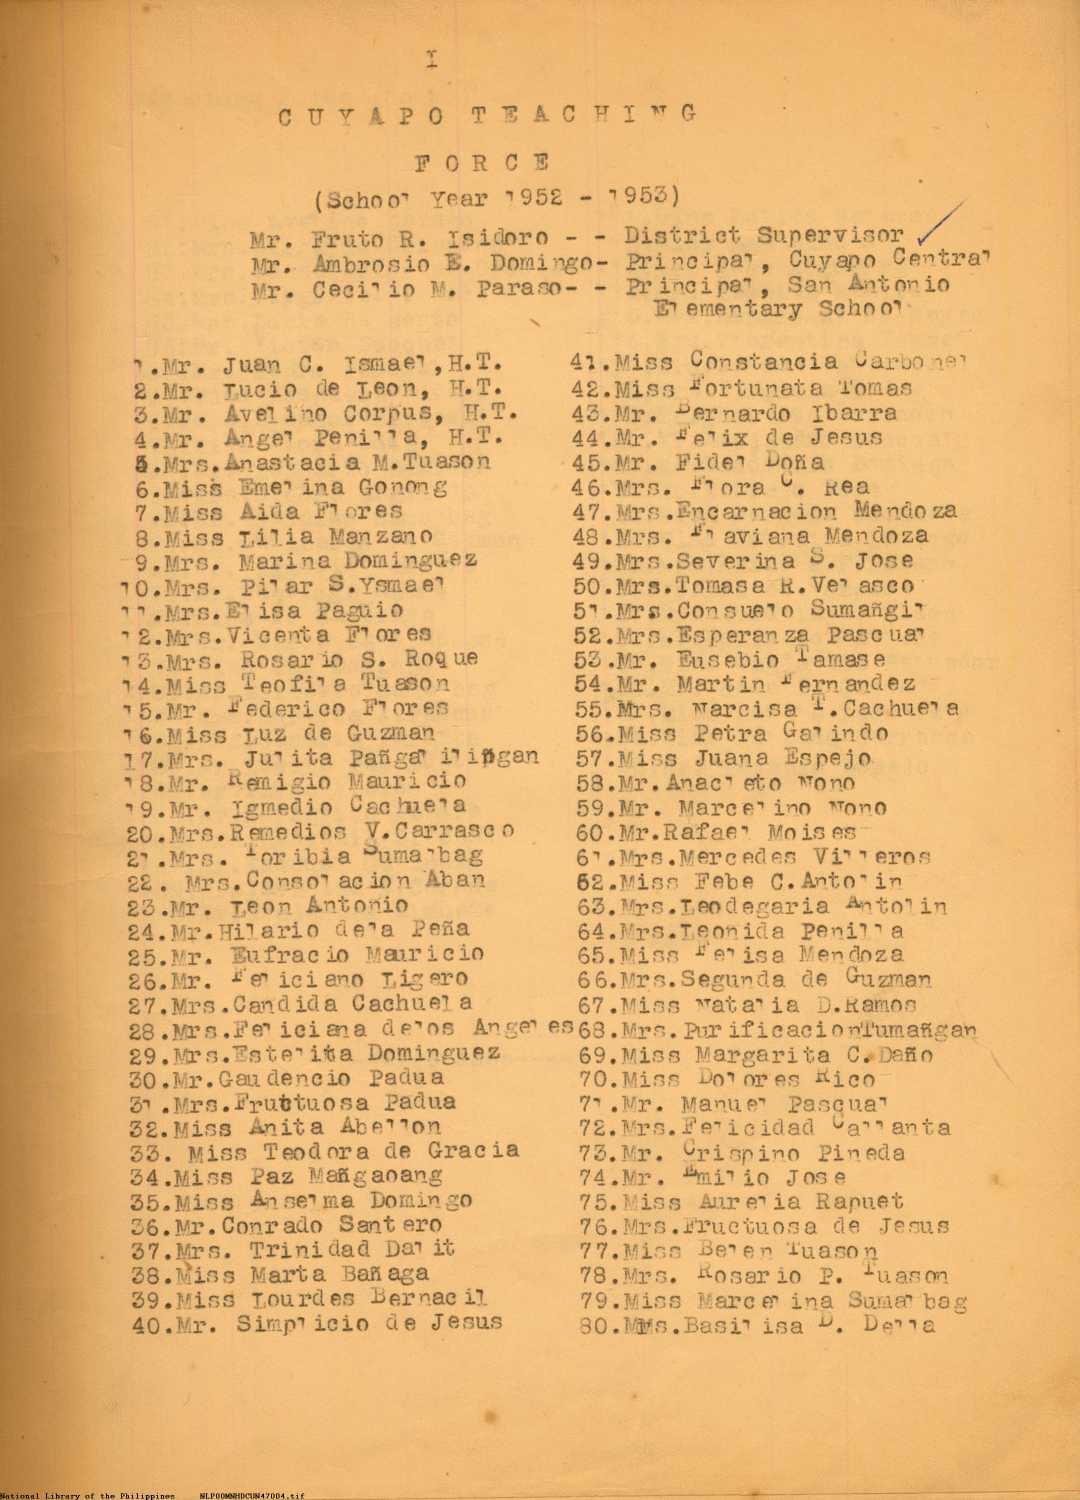 I
CUYAPO TEACHING
FORCE
(School Year 1952 - 1953)
Mr. Fruto R. Isidoro - - District Supervisor
Mr. Ambrosio E. Domingo- Principal, Cuyapo Central
Mr. Cecilio M. Paraso- - Principal, San Antonio
Elementary School
1.Mr. Juan C. Ismael,H.T.
2.Mr. Lucio de Leon, H.T.
3.Mr. Avelino Corpus, H.T.
4.Mr. Angel Penilla, H.T.
5.Mrs.Anastacia M.Tuason
6.Miss Emelina Gonong
7.Miss Aida Flores
8.Miss Lilia Manzano
9.Mrs. Marina Dominguez
10.Mrs. Pilar S.Ysmael
11.Mrs.Elisa Paguio
12.Mrs.Vicenta Flores
13.Mrs. Rosario S. Roque
14.Miss Teofila Tuason
15.Mr. Federico Flores
16.Miss Luz de Guzman
17.Mrs. Julita Pañgalilipgan
18.Mr. Remigio Mauricio
19.Mr. Igmedio Cachuela
20.Mrs.Remedios V.Carrasco
21.Mrs. Toribia Sumalbag
22. Mrs.Consolacion Aban
23.Mr. Leon Antonio
24.Mr.Hilario dela Peña
25.Mr. Eufracio Mauricio
26.Mr. Feliciano Ligero
27.Mrs.Candida Cachuela
28.Mrs.Feliciana delos Angeles
29.Mrs.Estelita Dominguez
30.Mr.Gaudencio Padua
31.Mrs.Fructuosa Padua
32.Miss Anita Abellon
33. Miss Teodora de Gracia
34.Miss Paz Mañgaoang
35.Miss Anselma Domingo
36.Mr.Conrado Santero
37.Mrs. Trinidad Dalit
38.Miss Marta Bañaga
39.Miss Lourdes Bernacil
40.Mr. Simplicio de Jesus
41.Miss Constancia Carbonel
42.Miss Fortunata Tomas
43.Mr. Bernardo Ibarra
44.Mr. Felix de Jesus
45.Mr. Fidel Doña
46.Mrs. Flora C. Rea
47.Mrs.Encarnacion Mendoza
48.Mrs. Flaviana Mendoza
49.Mrs.Severina S. Jose
50.Mrs.Tomasa R.Velasco
51.Mrs.Consuelo Sumañgil
52.Mrs.Esperanza Pascual
53.Mr. Eusebio Tamase
54.Mr. Martin Fernandez
55.Mrs. Narcisa T.Cachuela
56.Miss Petra Galindo
57.Miss Juana Espejo
58.Mr.Anacleto Nono
59.Mr. Marcelino Nono
60.Mr.Rafael Moises
61.Mrs.Mercedes Villeros
62.Miss Febe C.Antolin
63.Mrs.Leodegaria Antolin
64.Mrs.Leonida Penilla
65.Miss Felisa Mendoza
66.Mrs.Segunda de Guzman
67.Miss Natalia D.Ramos
68.Mrs.PurificacionTumañgan
69.Miss Margarita C.Daño
70.Miss Dolores Rico
71.Mr. Manuel Pascual
72.Mrs.Felicidad Callanta
73.Mr. Crispino Pineda
74.Mr. Emilio Jose
75.Miss Aurelia Rapuet
76.Mrs.Fructuosa de Jesus
77.Miss Belen Tuason
78.Mrs. Rosario P. Tuason
79.Miss Marcelina Sumalbag
80.Mrs.Basilisa D. Della
National Library of the Philippines NLP00MNHDCUN47004.tif